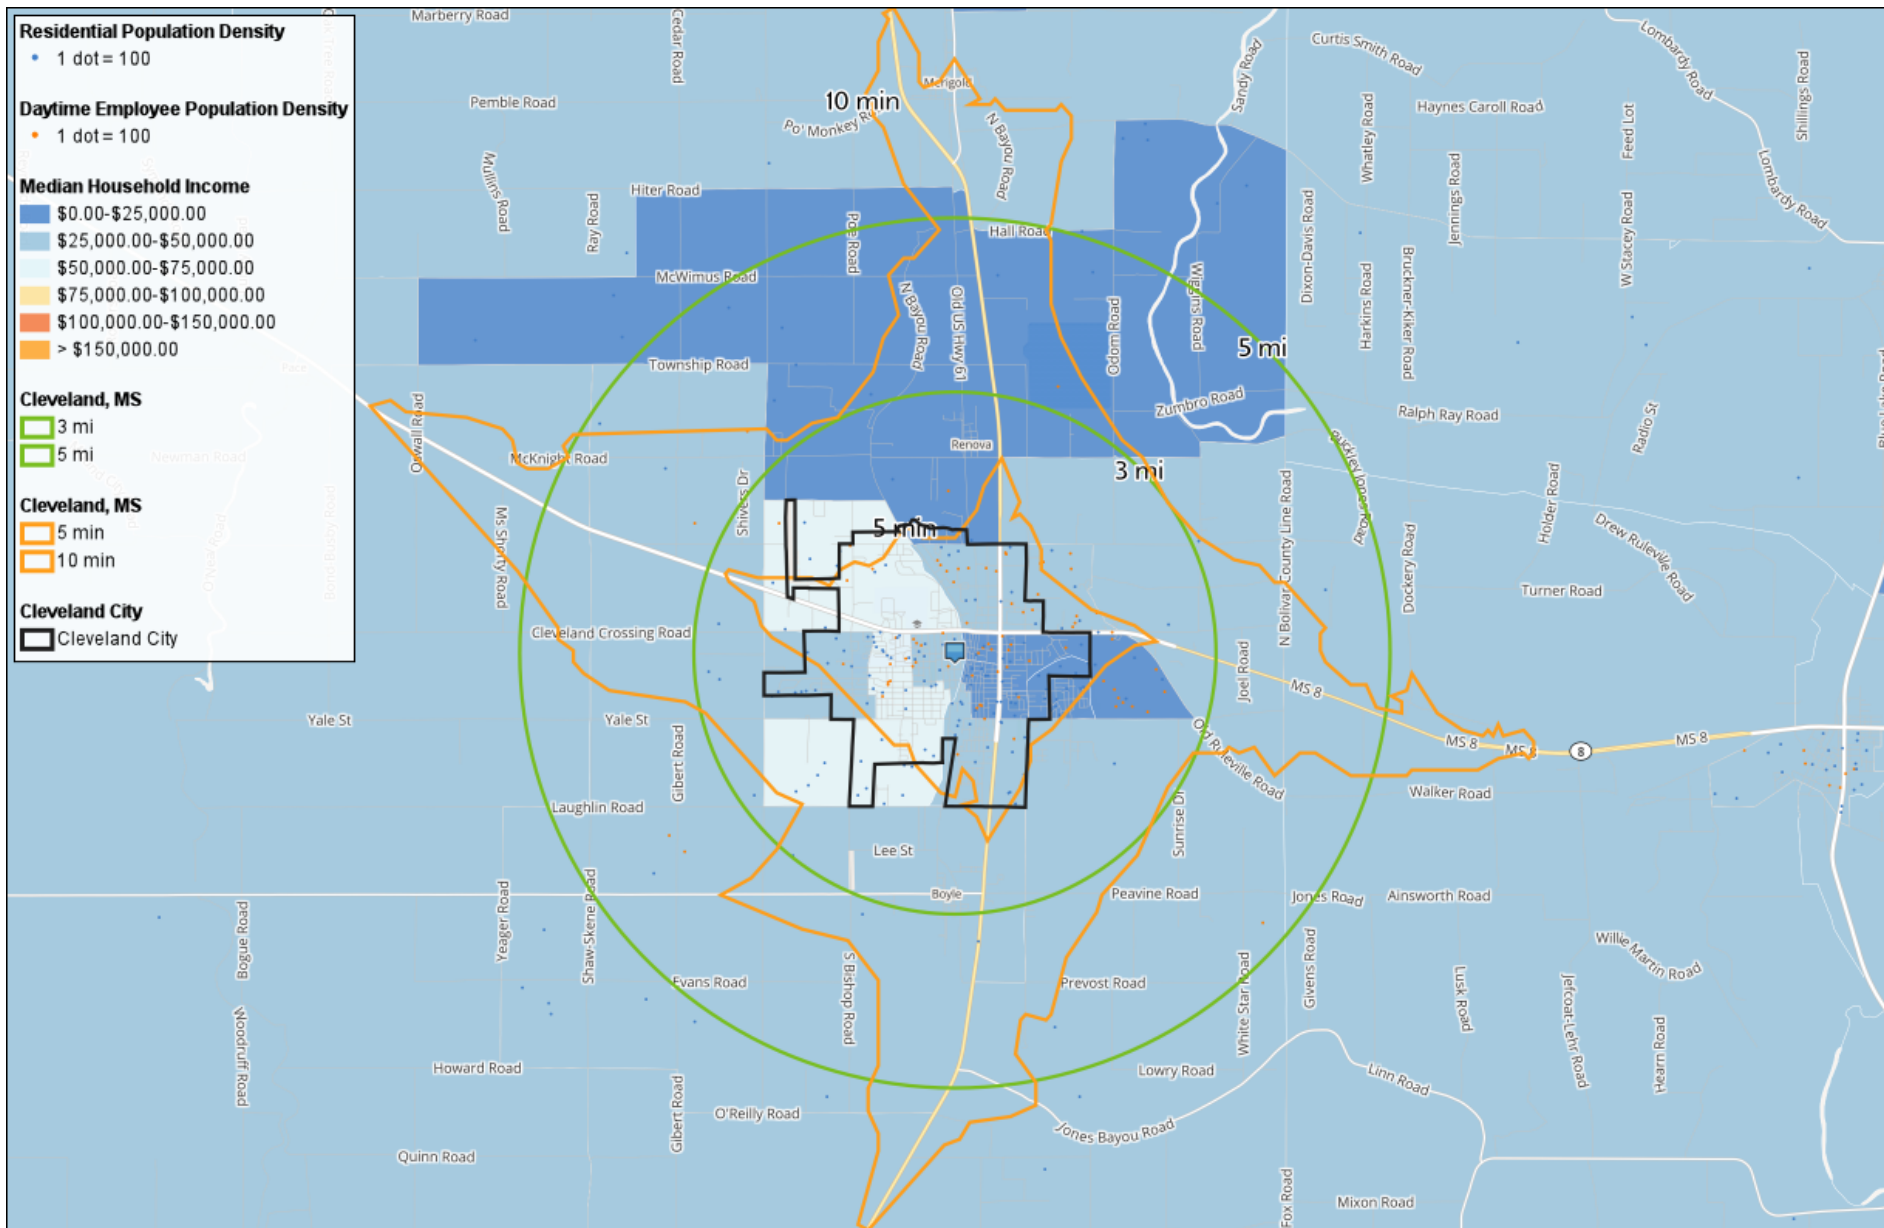 Residential Population Density
1 dot = 100
Daytime Employee Population Density
1 dot = 100
Median Household Income
$0.00-$25,000.00
$25,000.00-$50,000.00
$50,000.00-$75,000.00
$75,000.00-$100,000.00
$100,000.00-$150,000.00
> $150,000.00
Cleveland, MS
3 mi
5 mi
Cleveland, MS
5 min
10 min
Cleveland City
Cleveland City
Marberry Road
Cedar Road
Curtis Smith Road
Lombardy Road
Sandy Road
Shillings Road
Merigold
10 min
Pemble Road
Po' Monkey
Haynes Caroll Road
Whatley Road
Feed Lot
N Bayou Road
Mullins Road
Jennings Road
Lombardy Road
Hiter Road
Ray Road
Poe Road
Hall Road
Dixon-Davis Road
W Stacey Road
McWimus Road
Wiggins Road
Harkins Road
Bruckner-Kiker Road
N Bayou Road
Old US Hwy 61
Odom Road
5 mi
Township Road
Face
Zumbro Road
Ralph Ray Road
Radio St
Oswalt Road
Newman Road
McKnight Road
Renova
3 mi
Buckley Jones Road
Shivers Dr
5 min
Holder Road
Drew Ruleville Road
Ms Shorty Road
O'Neal Road
N Bolivar County Line Road
Dockery Road
Turner Road
Cleveland Crossing Road
Joel Road
MS 8
Yale St
Yale St
Gibert Road
Old Ruleville Road
MS 8
MS 8
8
MS 8
Laughlin Road
Walker Road
Sunrise Dr
Lee St
Boyle
Peavine Road
Jones Road
Ainsworth Road
Bogue Road
Yeager Road
Shaw-Skene Road
Willie Martin Road
S Bishop Road
Evans Road
Prevost Road
White Star Road
Givens Road
Lusk Road
Jefcoat-Lehr Road
Hearn Road
Woodruff Road
Howard Road
Lowry Road
Linn Road
Gibert Road
O'Reilly Road
Jones Bayou Road
Quinn Road
Fox Road
Mixon Road